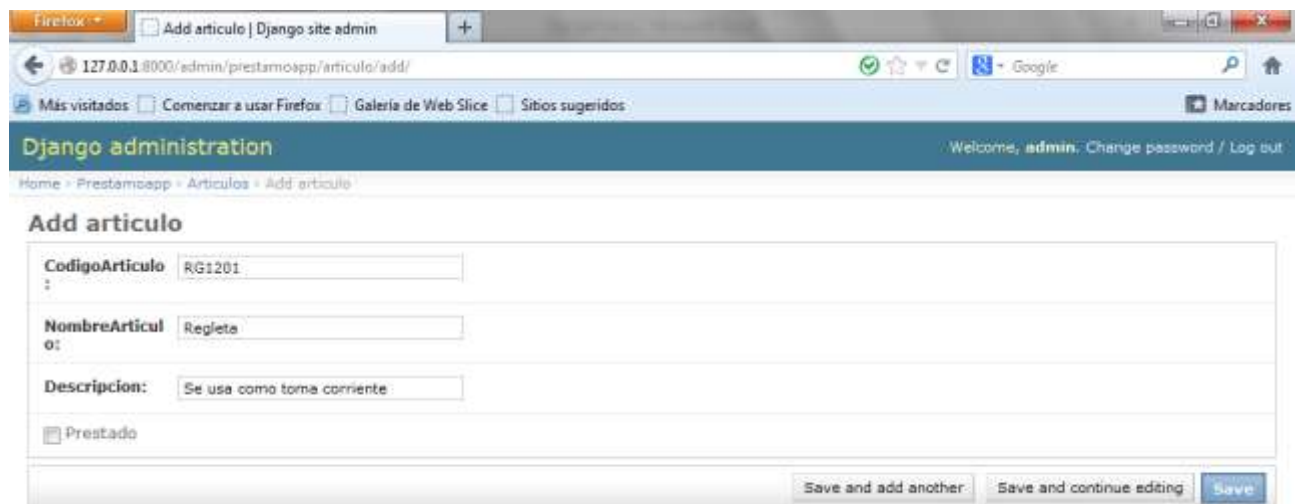 Firefox
Add articulo | Django site admin
+
127.0.0.1:8000/admin/prestamoapp/articulo/add/
Google
Más visitados Comenzar a usar Firefox Galería de Web Slice Sitios sugeridos Marcadores
Django administration
Welcome, admin. Change password / Log out
Home › Prestamoapp › Articulos › Add articulo
Add articulo
CodigoArticulo
:
RG1201
NombreArticul
o:
Regleta
Descripcion:
Se usa como toma corriente
Prestado
Save and add another
Save and continue editing
Save